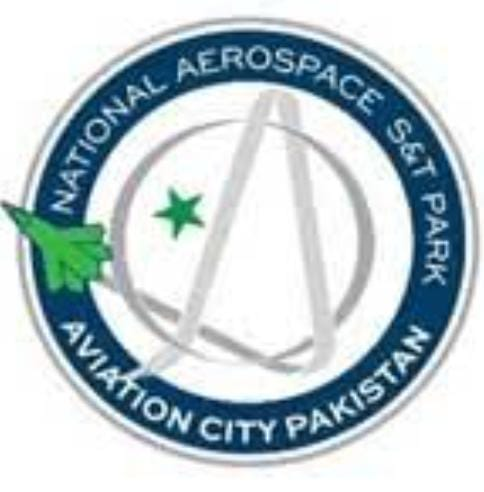 NATIONAL AEROSPACE S&T PARK
AVIATION CITY PAKISTAN